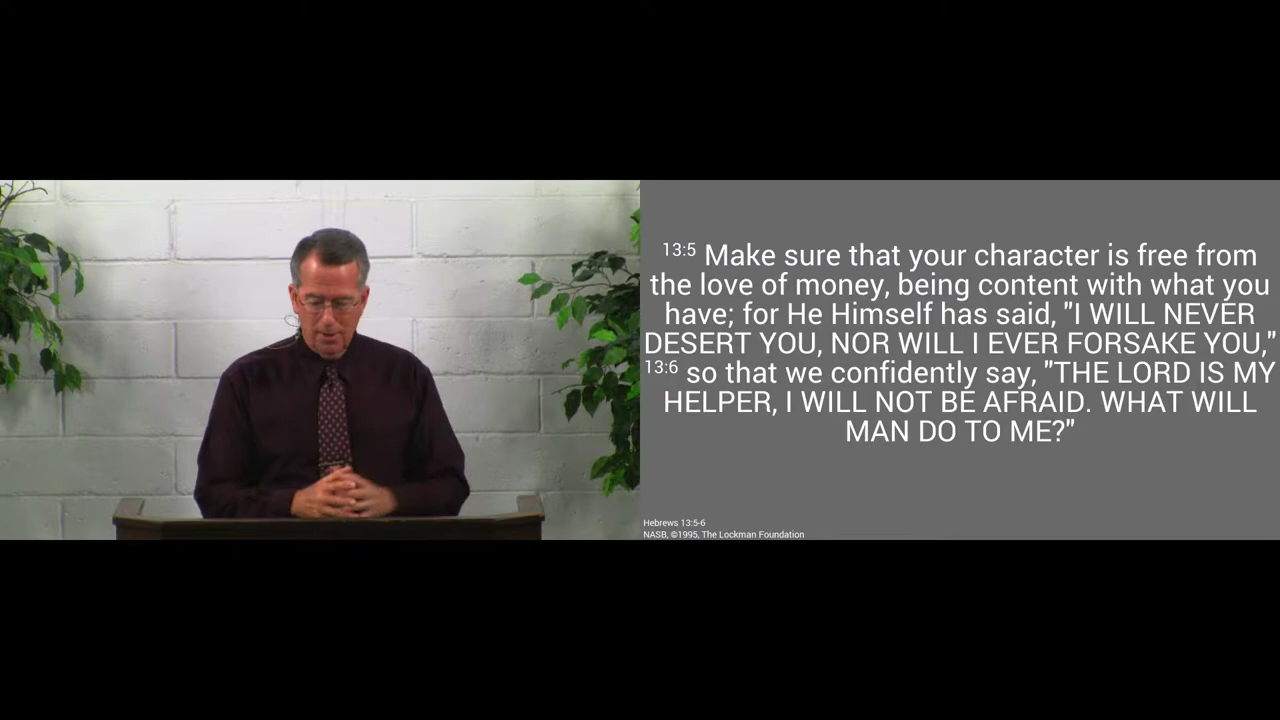 13:5 Make sure that your character is free from
the love of money, being content with what you
have; for He Himself has said, "I WILL NEVER
DESERT YOU, NOR WILL I EVER FORSAKE YOU,"
13:6 so that we confidently say, "THE LORD IS MY
HELPER, I WILL NOT BE AFRAID. WHAT WILL
MAN DO TO ME?"
Hebrews 13:5-6
NASB, ©1995, The Lockman Foundation